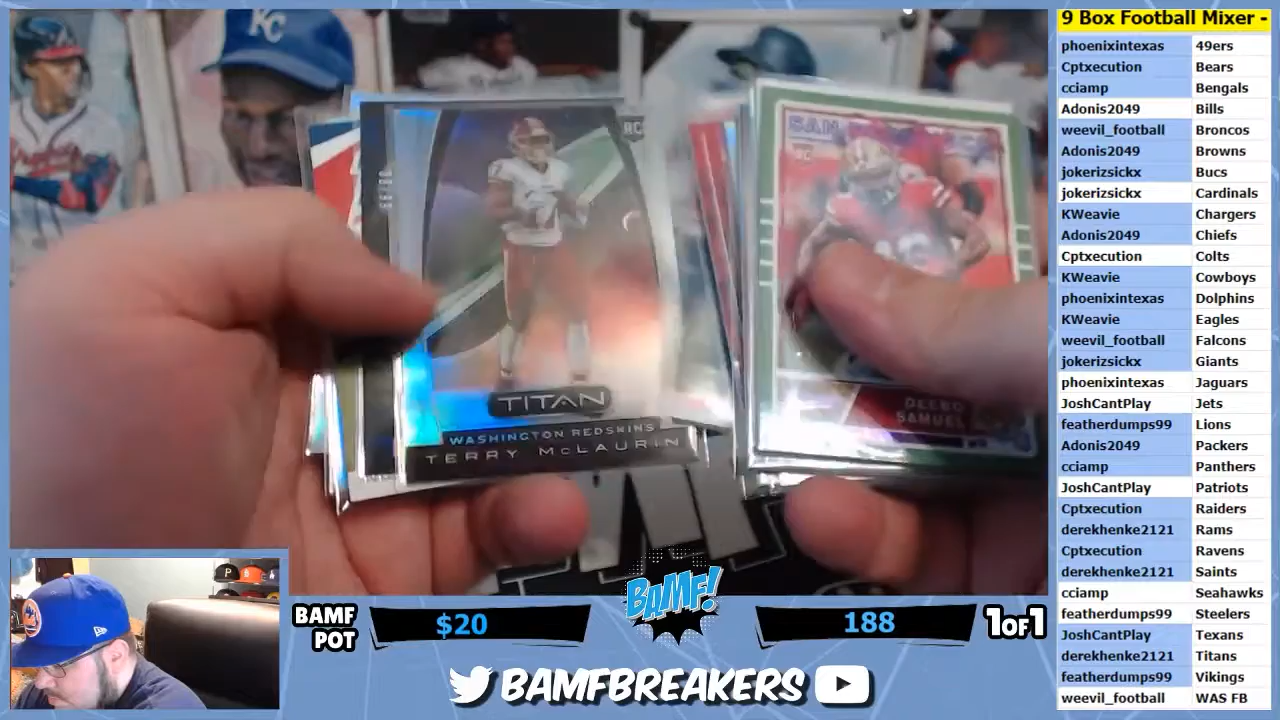 KC
RC
TITAN
WASHINGTON REDSKINS
TERRY McLAURIN
SAN
DEEBO
SAMUEL
9 Box Football Mixer -
phoenixintexas 49ers
Cptxecution Bears
cciamp Bengals
Adonis2049 Bills
weevil_football Broncos
Adonis2049 Browns
jokerizsickx Bucs
jokerizsickx Cardinals
KWeavie Chargers
Adonis2049 Chiefs
Cptxecution Colts
KWeavie Cowboys
phoenixintexas Dolphins
KWeavie Eagles
weevil_football Falcons
jokerizsickx Giants
phoenixintexas Jaguars
JoshCantPlay Jets
featherdumps99 Lions
Adonis2049 Packers
cciamp Panthers
JoshCantPlay Patriots
Cptxecution Raiders
derekhenke2121 Rams
Cptxecution Ravens
derekhenke2121 Saints
cciamp Seahawks
featherdumps99 Steelers
JoshCantPlay Texans
derekhenke2121 Titans
featherdumps99 Vikings
weevil_football WAS FB
BAMF
POT
$20
BAMF!
188
1OF1
BAMFBREAKERS